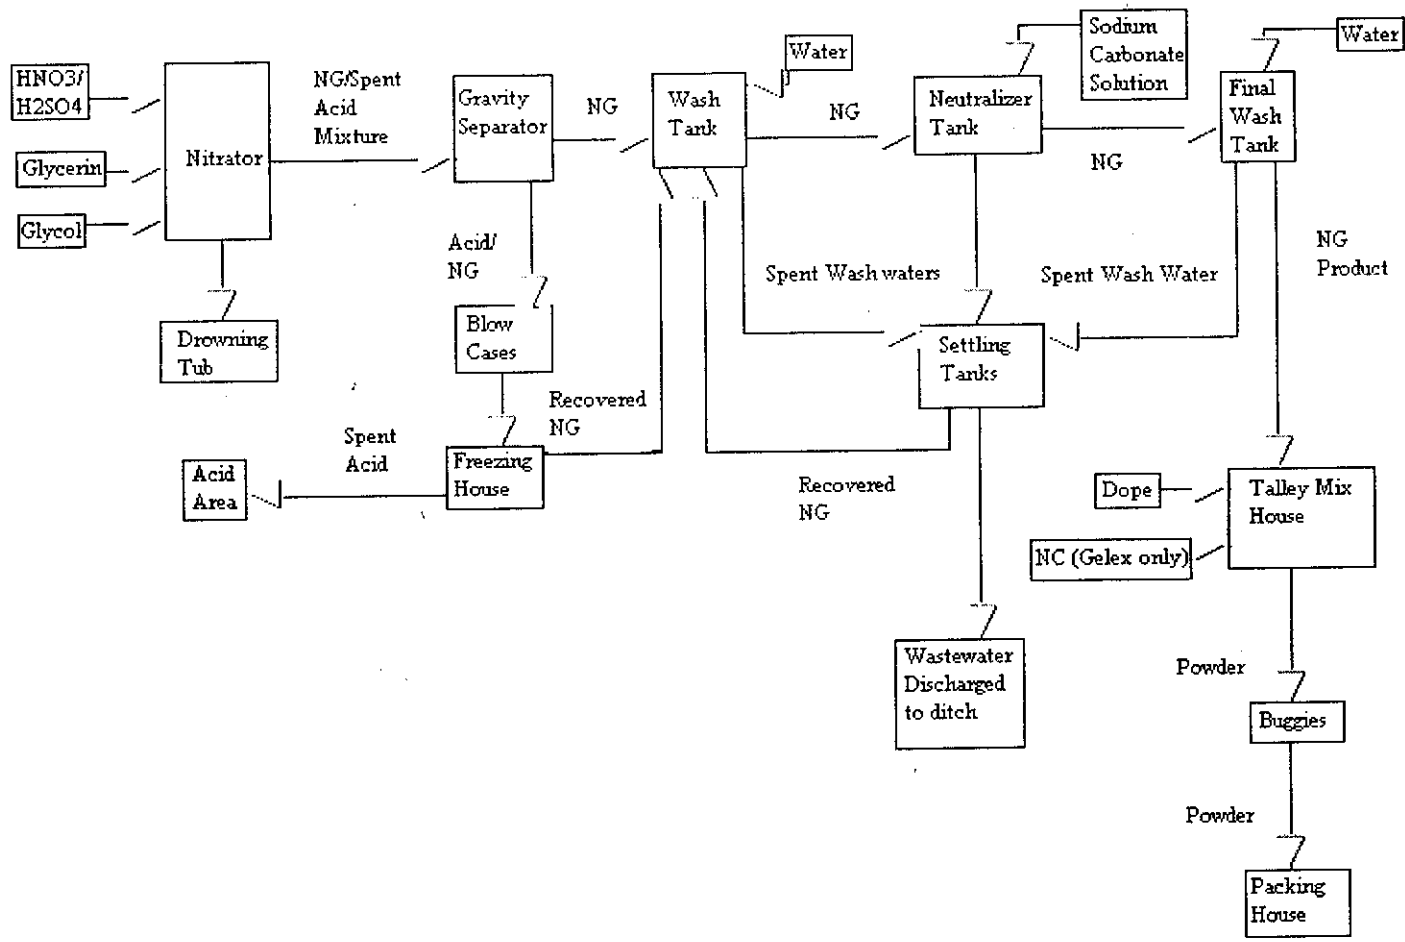 HNO3/
H2SO4
Glycerin
Glycol
Nitrator
NG/Spent
Acid
Mixture
Gravity
Separator
NG
Wash
Tank
Water
NG
Neutralizer
Tank
Sodium
Carbonate
Solution
NG
Final
Wash
Tank
Water
Drowning
Tub
Acid/
NG
Blow
Cases
Spent Wash waters
Settling
Tanks
Spent Wash Water
NG
Product
Recovered
NG
Spent
Acid
Acid
Area
Freezing
House
Recovered
NG
Dope
NC (Gelex only)
Talley Mix
House
Wastewater
Discharged
to ditch
Powder
Buggies
Powder
Packing
House